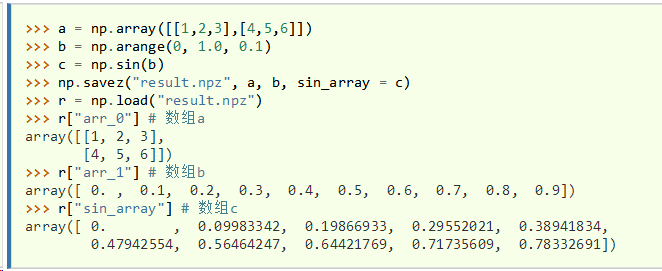 >>> a = np.array([[1,2,3],[4,5,6]])
>>> b = np.arange(0, 1.0, 0.1)
>>> c = np.sin(b)
>>> np.savez("result.npz", a, b, sin_array = c)
>>> r = np.load("result.npz")
>>> r["arr_0"] # 数组a
array([[1, 2, 3],
       [4, 5, 6]])
>>> r["arr_1"] # 数组b
array([ 0. ,  0.1,  0.2,  0.3,  0.4,  0.5,  0.6,  0.7,  0.8,  0.9])
>>> r["sin_array"] # 数组c
array([ 0.        ,  0.09983342,  0.19866933,  0.29552021,  0.38941834,
        0.47942554,  0.56464247,  0.64421769,  0.71735609,  0.78332691])